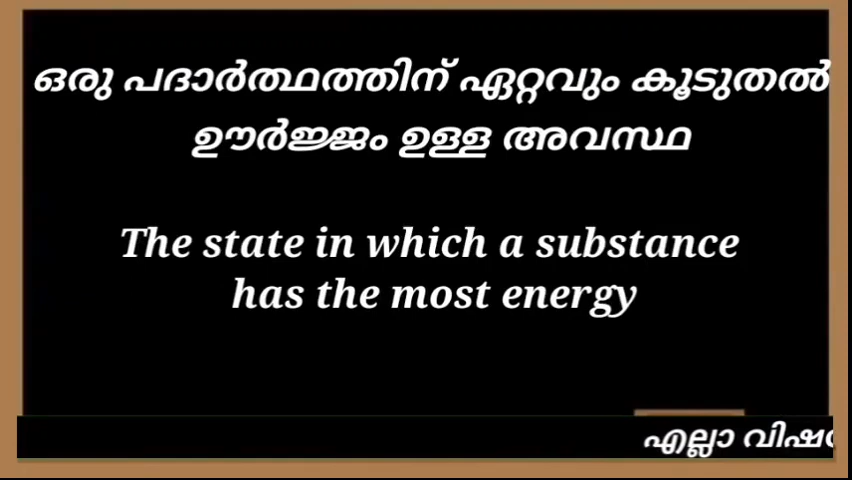 ഒരു പദാർത്ഥത്തിന് ഏറ്റവും കൂടുതൽ
ഊർജ്ജം ഉള്ള അവസ്ഥ
The state in which a substance
has the most energy
എല്ലാ